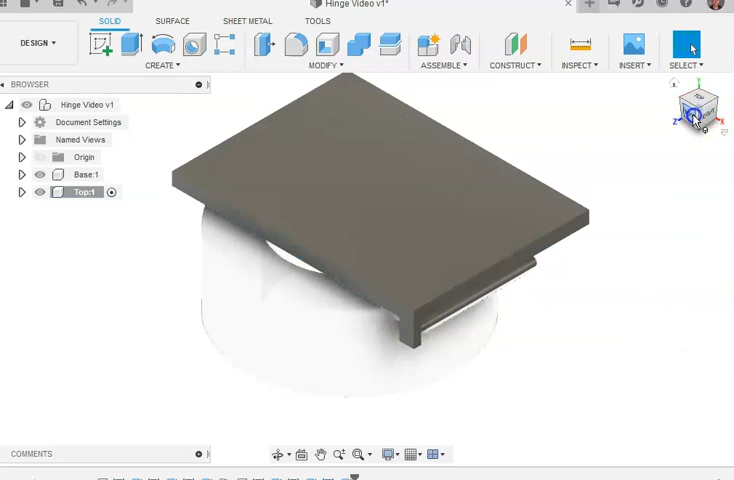 Hinge Video v1*
SOLID SURFACE SHEET METAL TOOLS
DESIGN
CREATE MODIFY ASSEMBLE CONSTRUCT INSPECT INSERT SELECT
BROWSER
Hinge Video v1
Document Settings
Named Views
Origin
Base:1
Top:1
TOP
Y
Z
X
COMMENTS